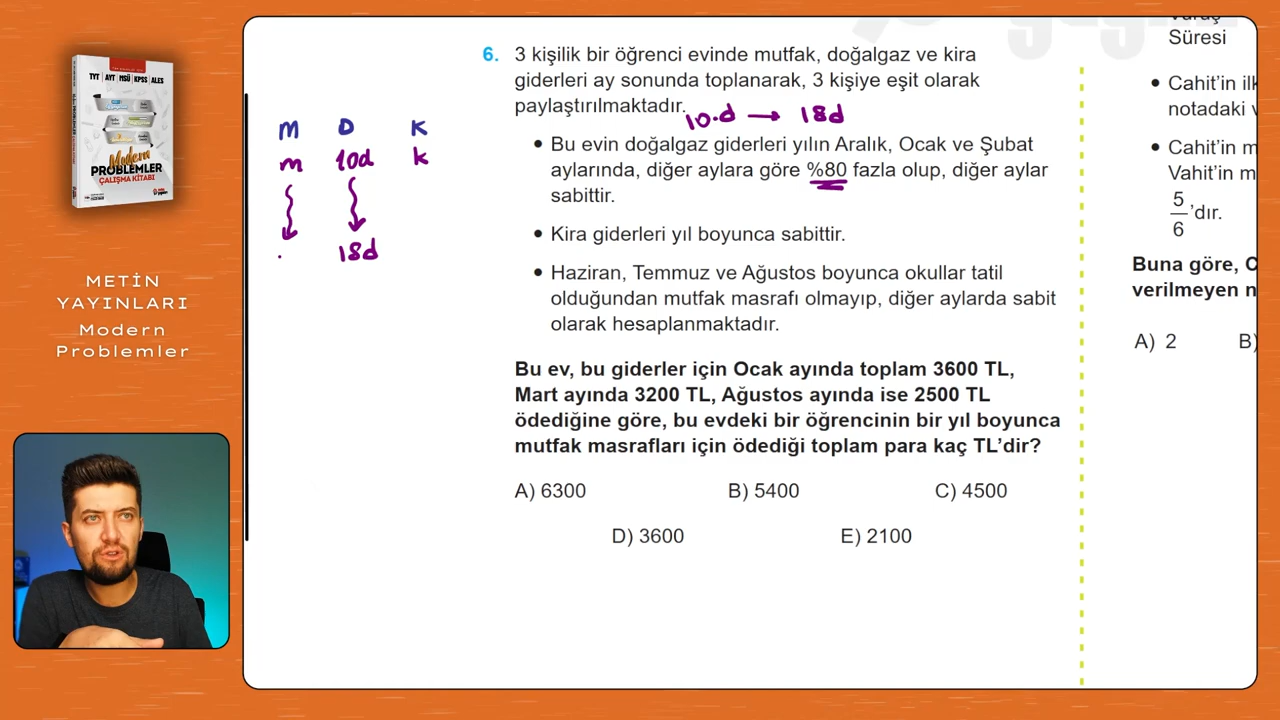 TYT AYT MSÜ KPSS ALES
Modern
PROBLEMLER
ÇALIŞMA KİTABI
METİN
YAYINLARI
Modern
Problemler
M D K
m 10d k
18d
6. 3 kişilik bir öğrenci evinde mutfak, doğalgaz ve kira
giderleri ay sonunda toplanarak, 3 kişiye eşit olarak
paylaştırılmaktadır.
10.d → 18d
• Bu evin doğalgaz giderleri yılın Aralık, Ocak ve Şubat
aylarında, diğer aylara göre %80 fazla olup, diğer aylar
sabittir.
• Kira giderleri yıl boyunca sabittir.
• Haziran, Temmuz ve Ağustos boyunca okullar tatil
olduğundan mutfak masrafı olmayıp, diğer aylarda sabit
olarak hesaplanmaktadır.
Bu ev, bu giderler için Ocak ayında toplam 3600 TL,
Mart ayında 3200 TL, Ağustos ayında ise 2500 TL
ödediğine göre, bu evdeki bir öğrencinin bir yıl boyunca
mutfak masrafları için ödediği toplam para kaç TL'dir?
A) 6300 B) 5400 C) 4500
D) 3600 E) 2100
Süresi
• Cahit'in ilk
notadaki v
• Cahit'in m
Vahit'in m
5/6 'dır.
Buna göre, C
verilmeyen n
A) 2 B)